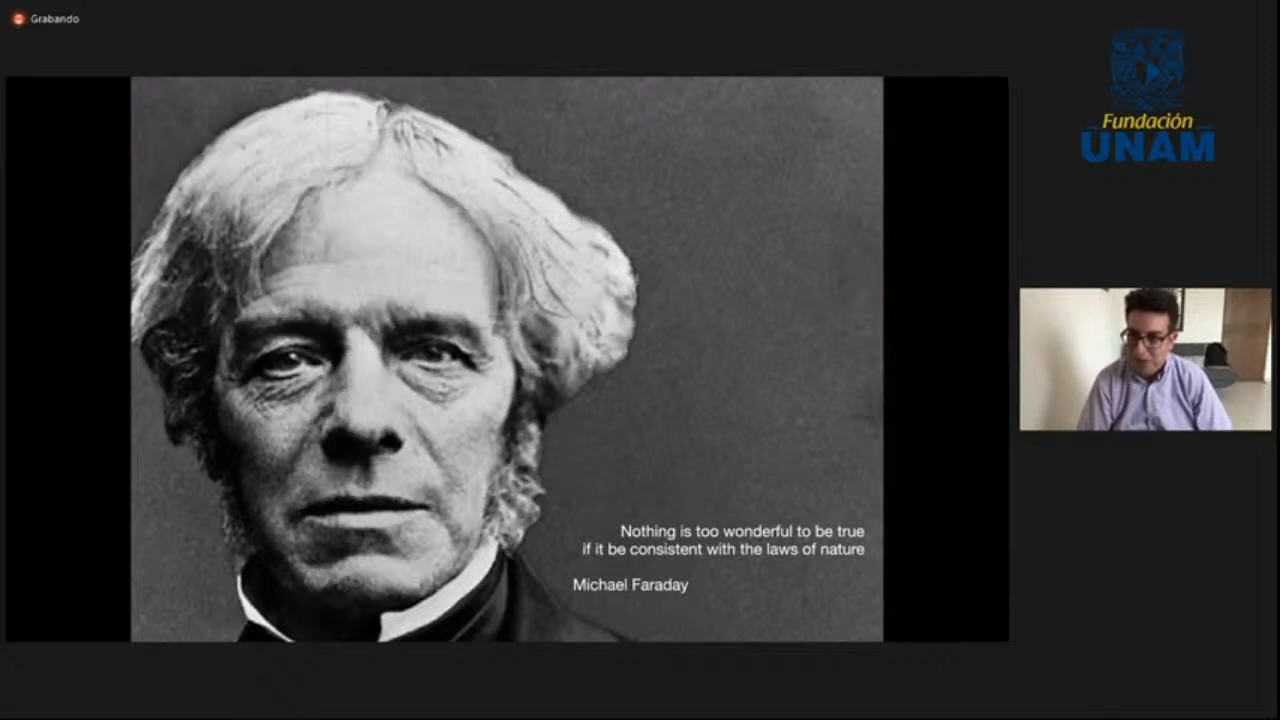 Grabando
Fundación
UNAM
Nothing is too wonderful to be true
if it be consistent with the laws of nature
Michael Faraday